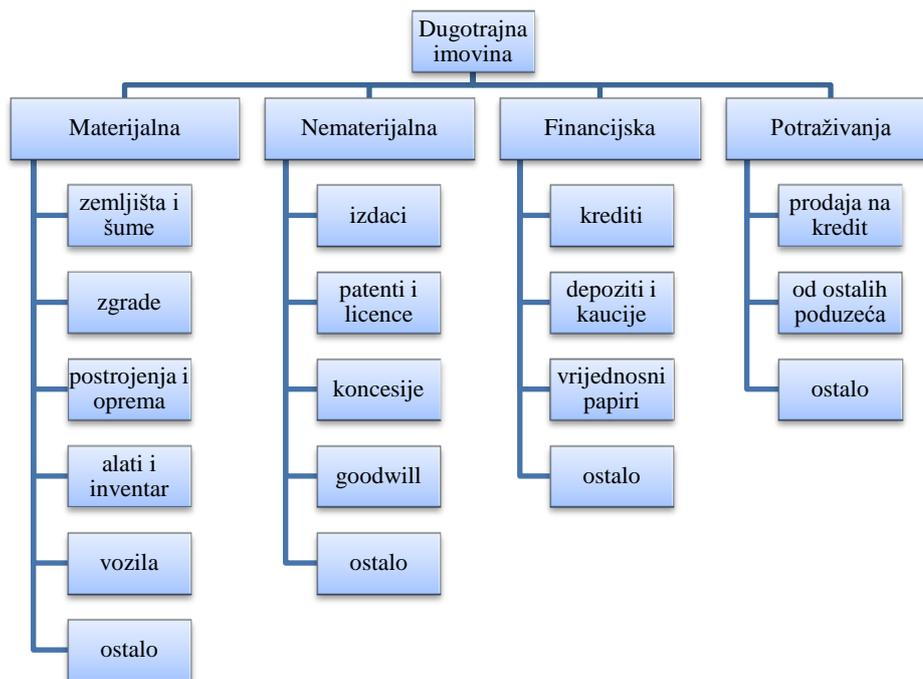 Dugotrajna
imovina
Materijalna
zemljišta i
šume
zgrade
postrojenja i
oprema
alati i
inventar
vozila
ostalo
Nematerijalna
izdaci
patenti i
licence
koncesije
goodwill
ostalo
Financijska
krediti
depoziti i
kaucije
vrijednosni
papiri
ostalo
Potraživanja
prodaja na
kredit
od ostalih
poduzeća
ostalo